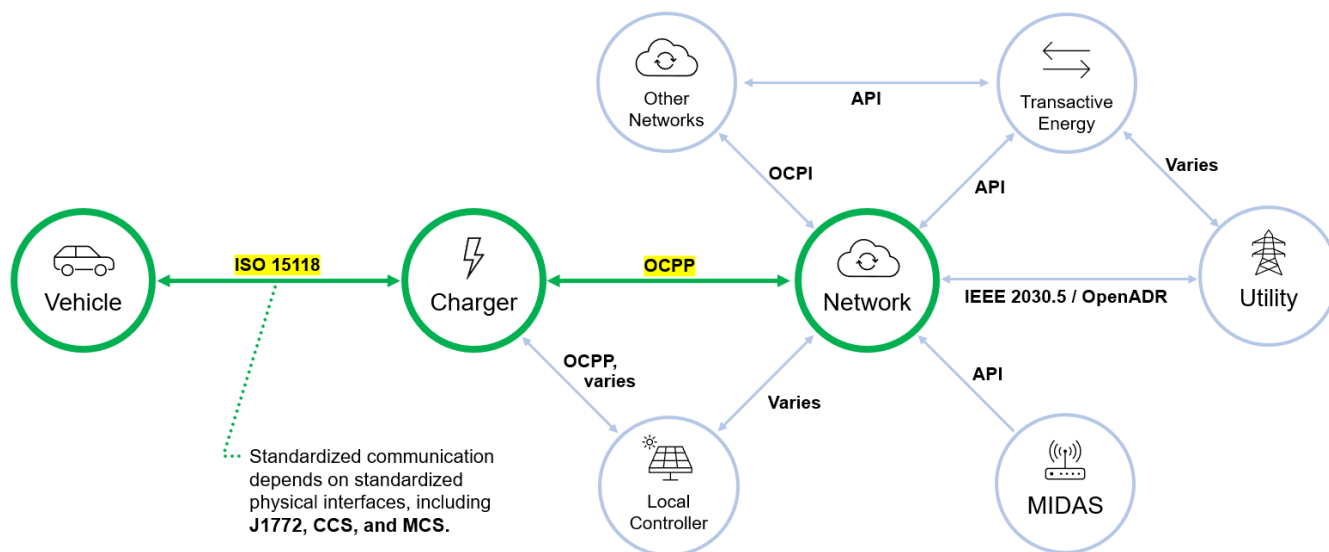 Other
Networks
API
Transactive
Energy
OCPI
API
Varies
Vehicle
ISO 15118
Charger
OCPP
Network
IEEE 2030.5 / OpenADR
Utility
OCPP,
varies
Varies
API
Standardized communication
depends on standardized
physical interfaces, including
J1772, CCS, and MCS.
Local
Controller
MIDAS